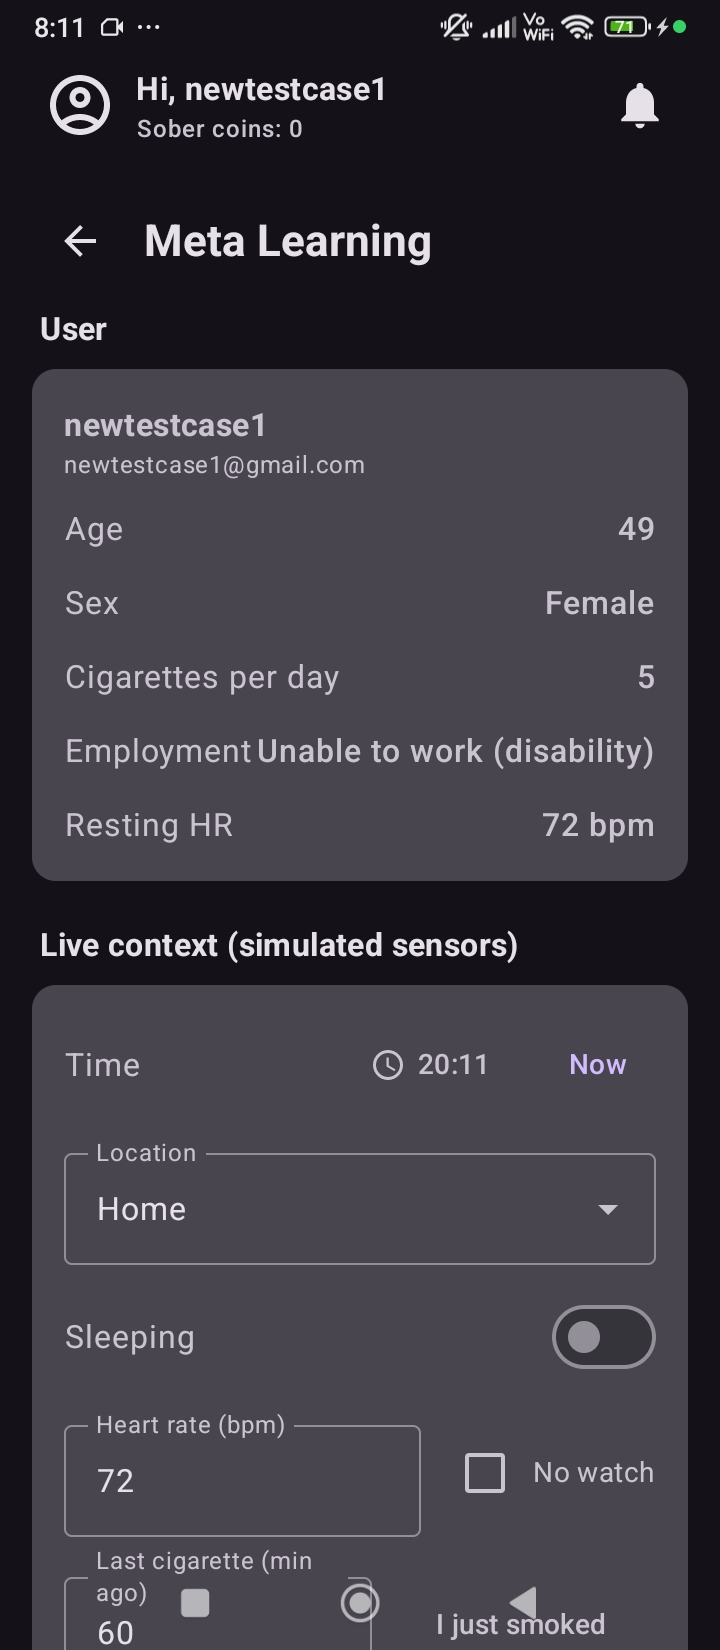 8:11
Vo
WiFi
71
Hi, newtestcase1
Sober coins: 0
Meta Learning
User
newtestcase1
newtestcase1@gmail.com
Age 49
Sex Female
Cigarettes per day 5
Employment Unable to work (disability)
Resting HR 72 bpm
Live context (simulated sensors)
Time 20:11 Now
Location
Home
Sleeping
Heart rate (bpm)
72 No watch
Last cigarette (min
ago)
60 I just smoked